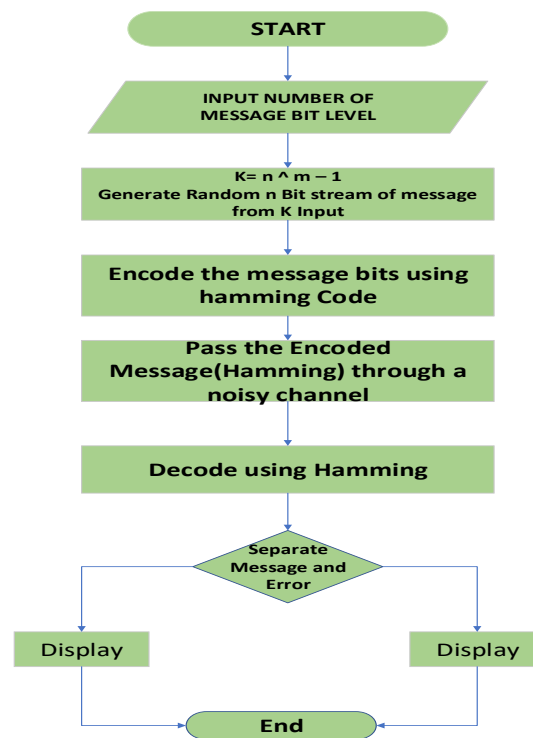 START
INPUT NUMBER OF
MESSAGE BIT LEVEL
K= n ^ m – 1
Generate Random n Bit stream of message
from K Input
Encode the message bits using
hamming Code
Pass the Encoded
Message(Hamming) through a
noisy channel
Decode using Hamming
Separate
Message and
Error
Display
Display
End